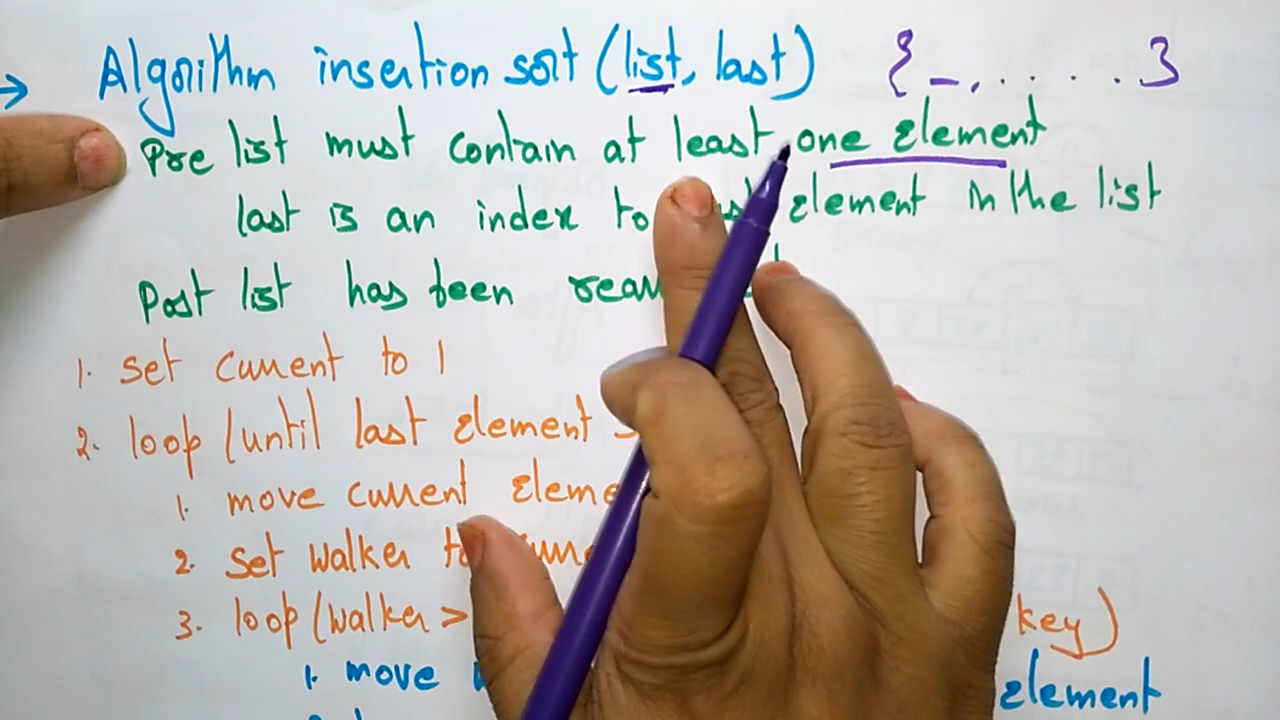 → Algorithm insertion sort (list, last) {–, . . . . . }
Pre list must contain at least one Element
last is an index to element in the list
Post list has been
1. set current to 1
2. loop (until last element
1. move current
2. set walker
3. loop (walker > key)
1. move element